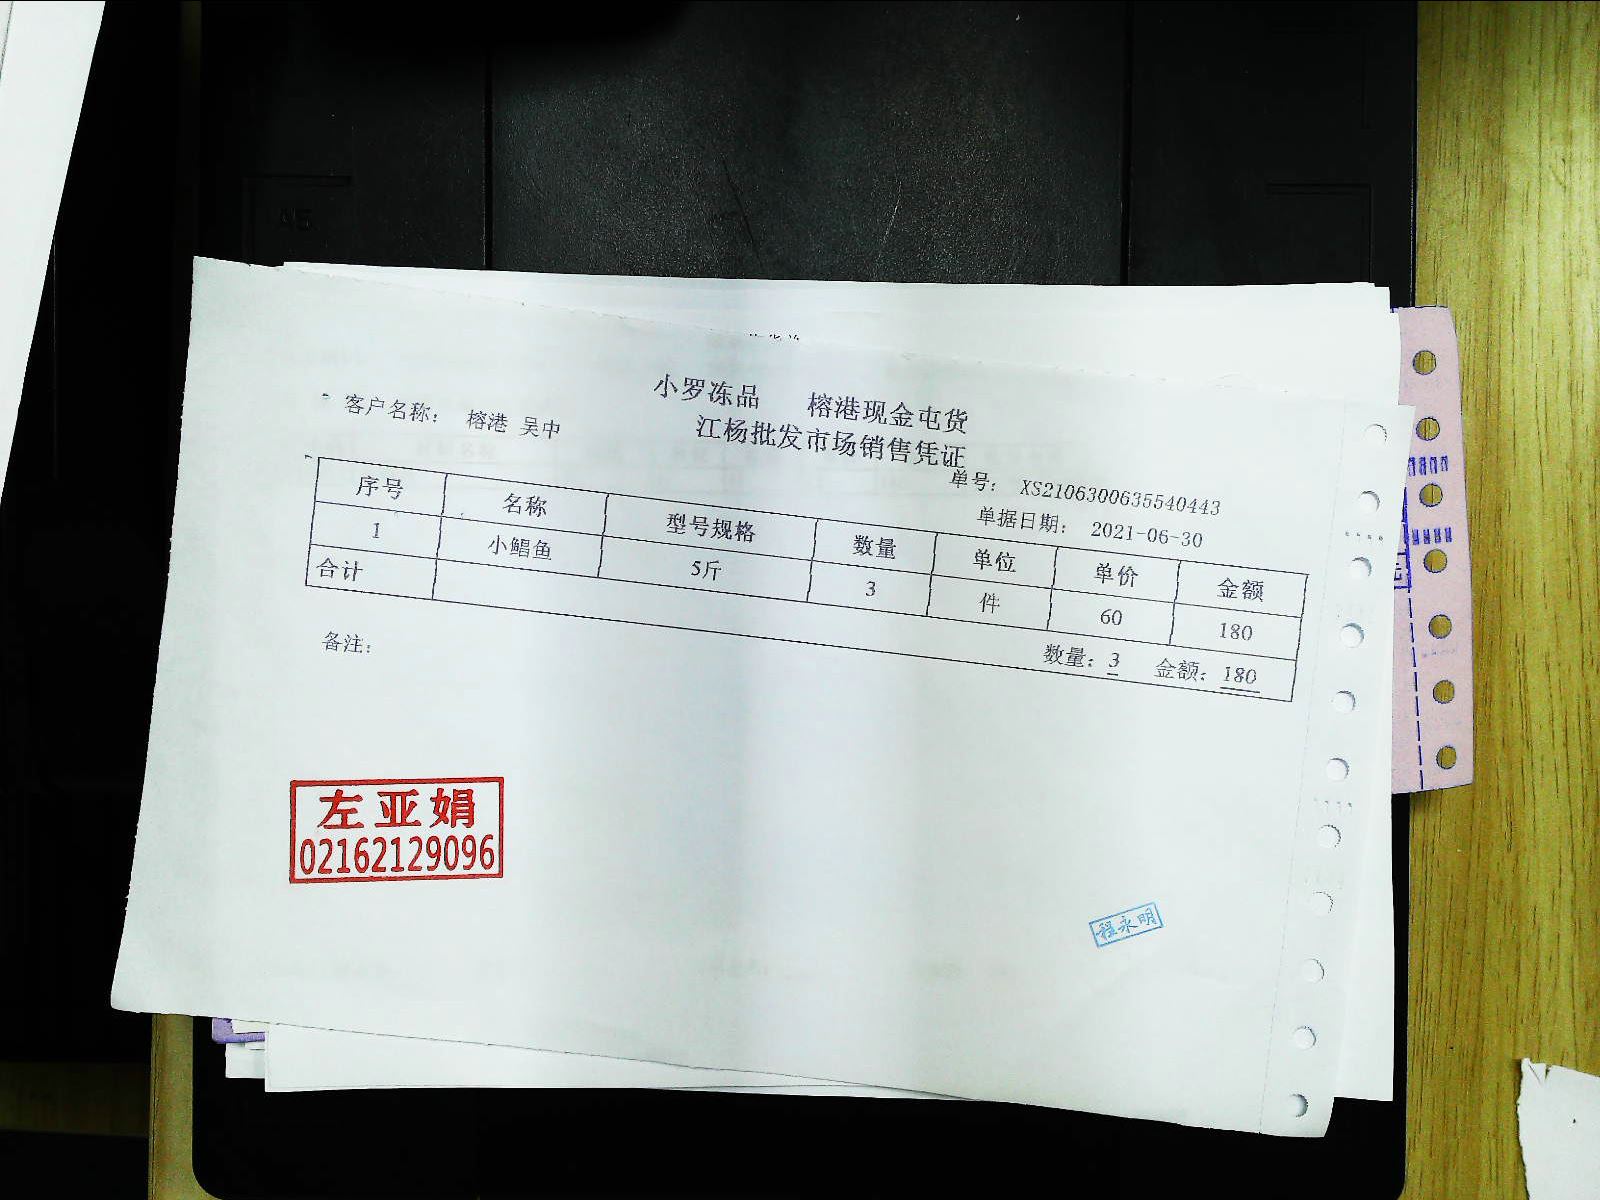 小罗冻品 榕港现金屯货
江杨批发市场销售凭证
客户名称： 榕港 吴中
单号： XS2106300635540443
单据日期： 2021-06-30
序号 名称 型号规格 数量 单位 单价 金额
1 小鲳鱼 5斤 3 件 60 180
合计 数量：3 金额：180
备注：
左亚娟
02162129096
程永明